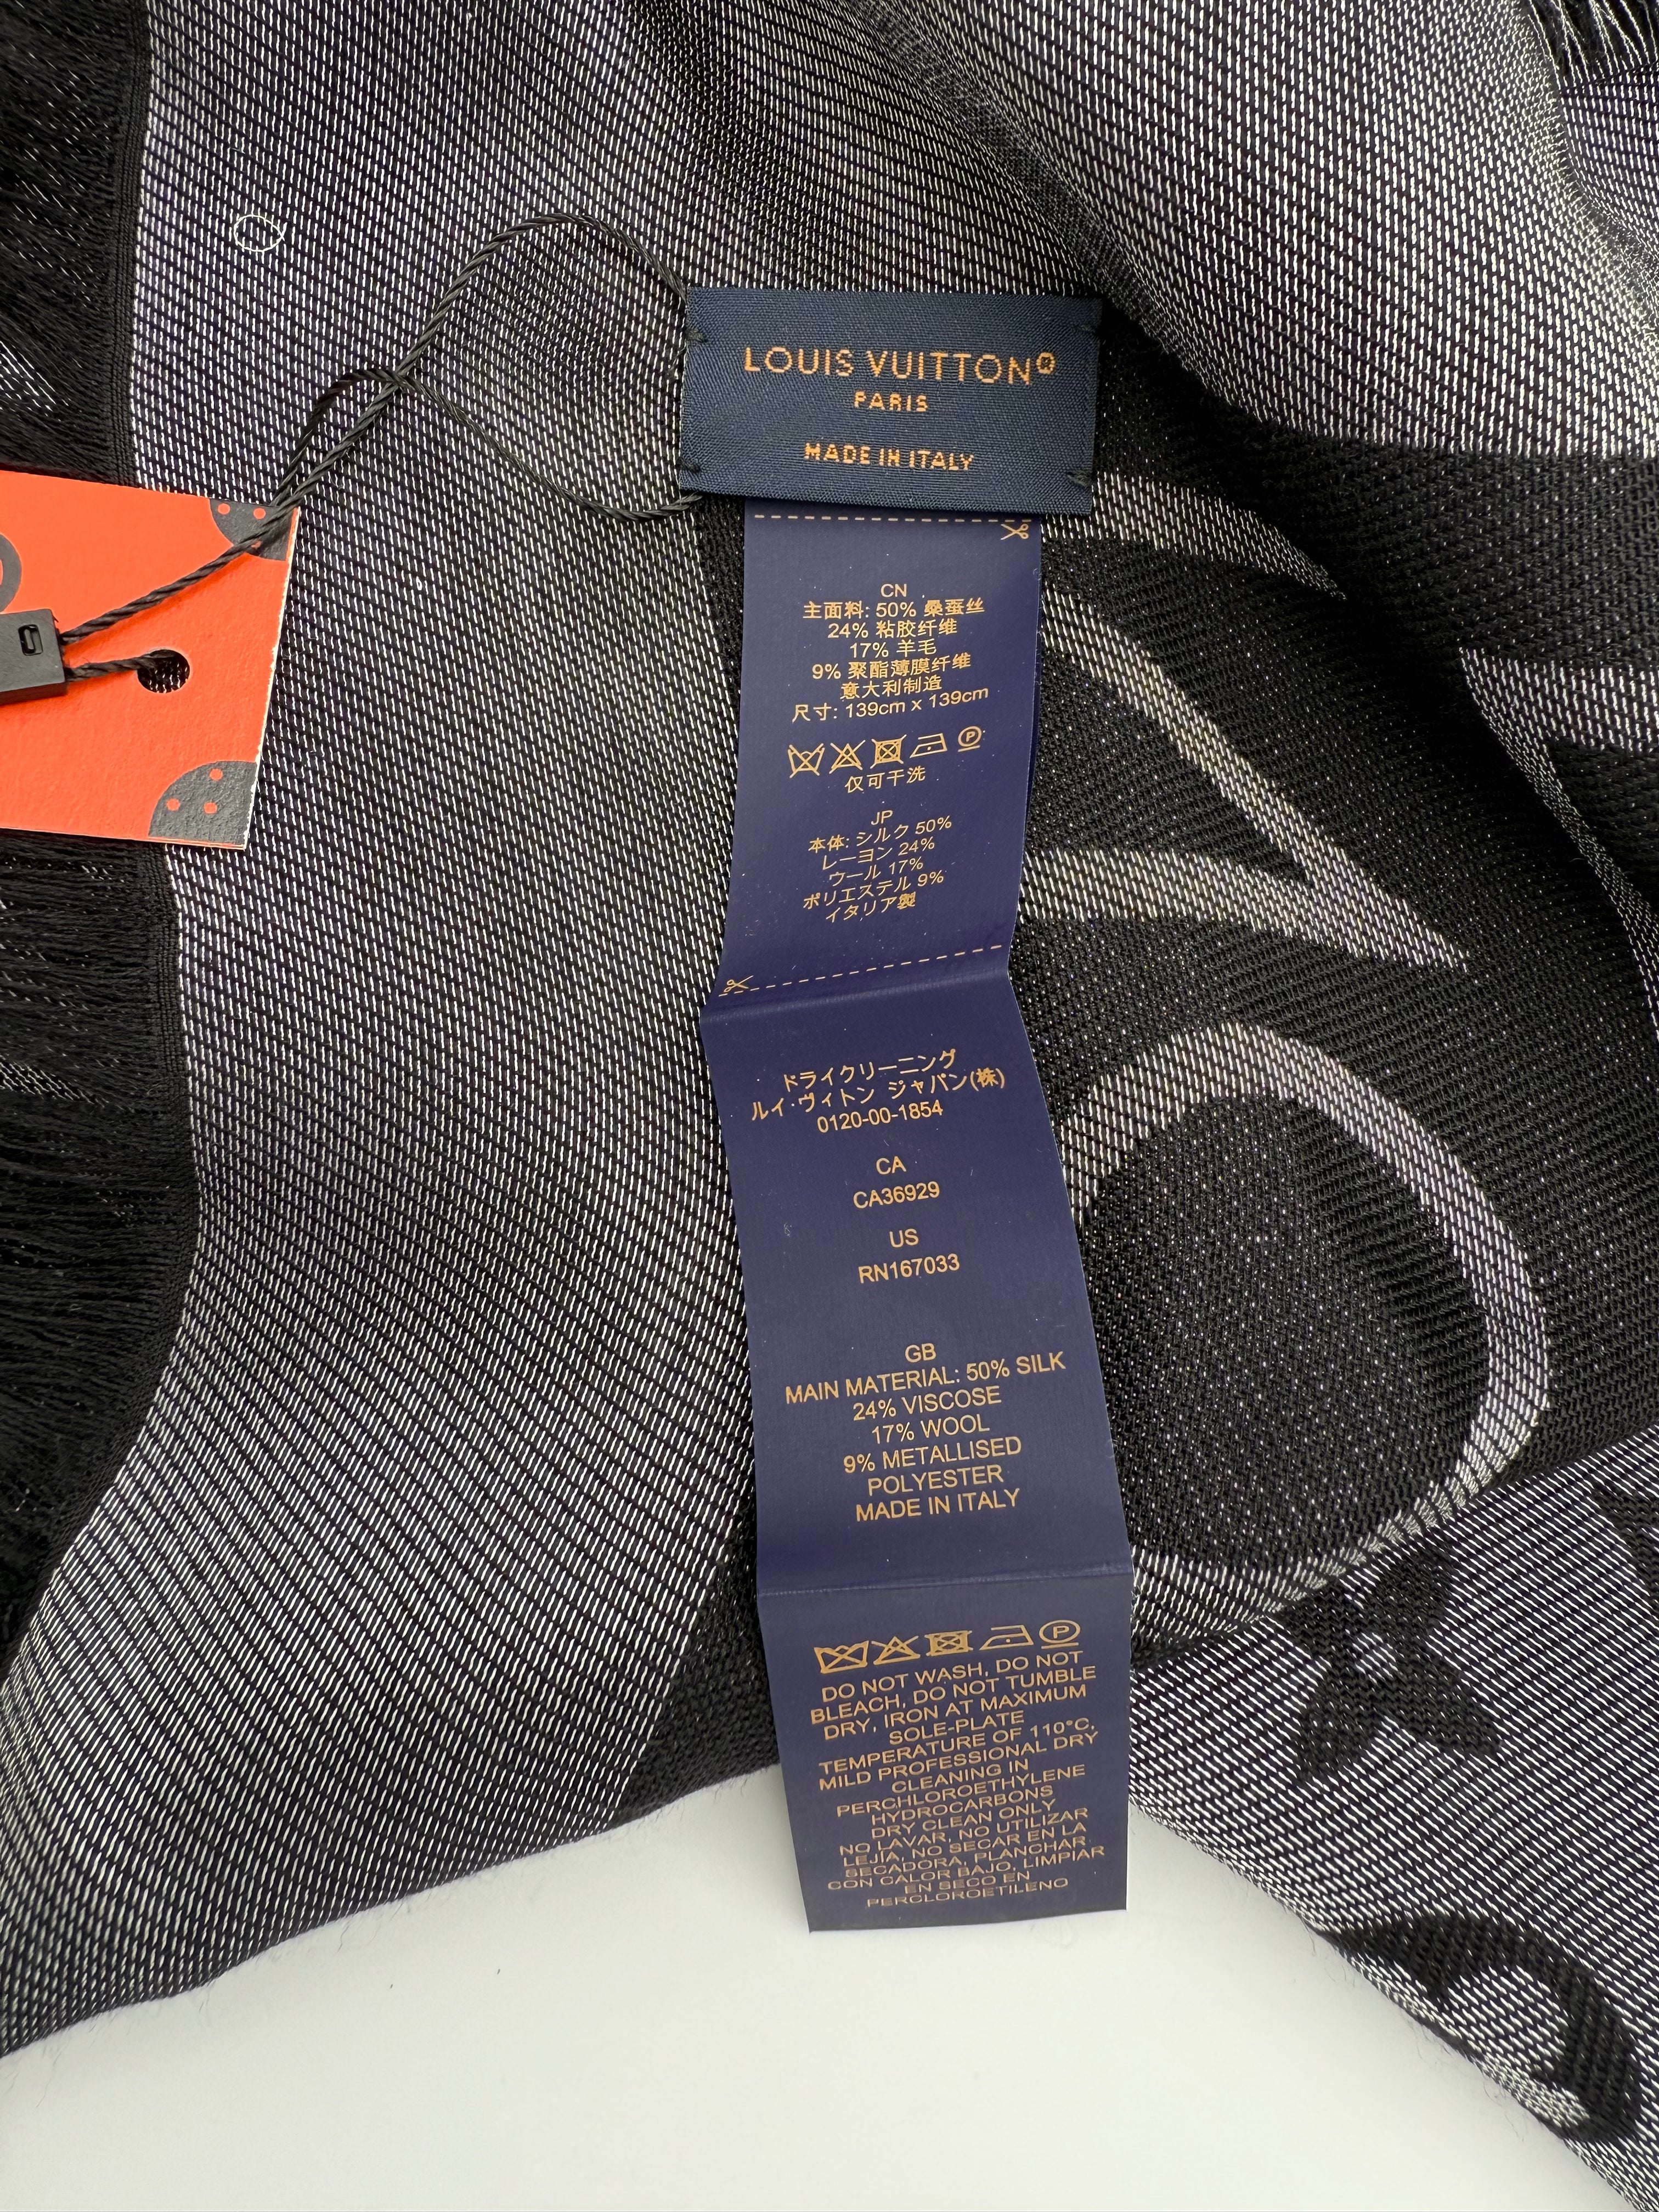 LOUIS VUITTON®
PARIS
MADE IN ITALY
CN
主面料: 50% 桑蚕丝
24% 粘胶纤维
17% 羊毛
9% 聚酯薄膜纤维
意大利制造
尺寸: 139cm x 139cm
P
仅可干洗
JP
本体: シルク 50%
レーヨン 24%
ウール 17%
ポリエステル 9%
イタリア製
ドライクリーニング
ルイ・ヴィトン ジャパン(株)
0120-00-1854
CA
CA36929
US
RN167033
GB
MAIN MATERIAL: 50% SILK
24% VISCOSE
17% WOOL
9% METALLISED
POLYESTER
MADE IN ITALY
P
DO NOT WASH, DO NOT
BLEACH, DO NOT TUMBLE
DRY, IRON AT MAXIMUM
SOLE-PLATE
TEMPERATURE OF 110°C,
MILD PROFESSIONAL DRY
CLEANING IN
PERCHLOROETHYLENE
HYDROCARBONS
DRY CLEAN ONLY
NO LAVAR, NO UTILIZAR
LEJÍA, NO SECAR EN LA
SECADORA, PLANCHAR
CON CALOR BAJO, LIMPIAR
EN SECO EN
PERCLOROETILENO